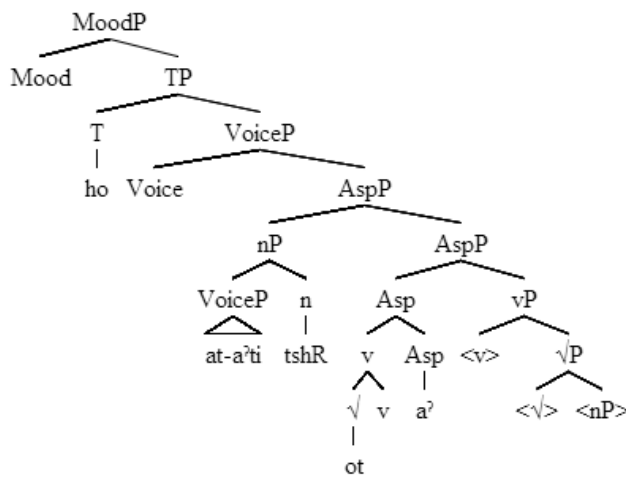 MoodP
Mood TP
T VoiceP
ho Voice AspP
nP AspP
VoiceP n Asp vP
at-aˀti tshR v Asp <v> √P
√ v aˀ <√> <nP>
ot